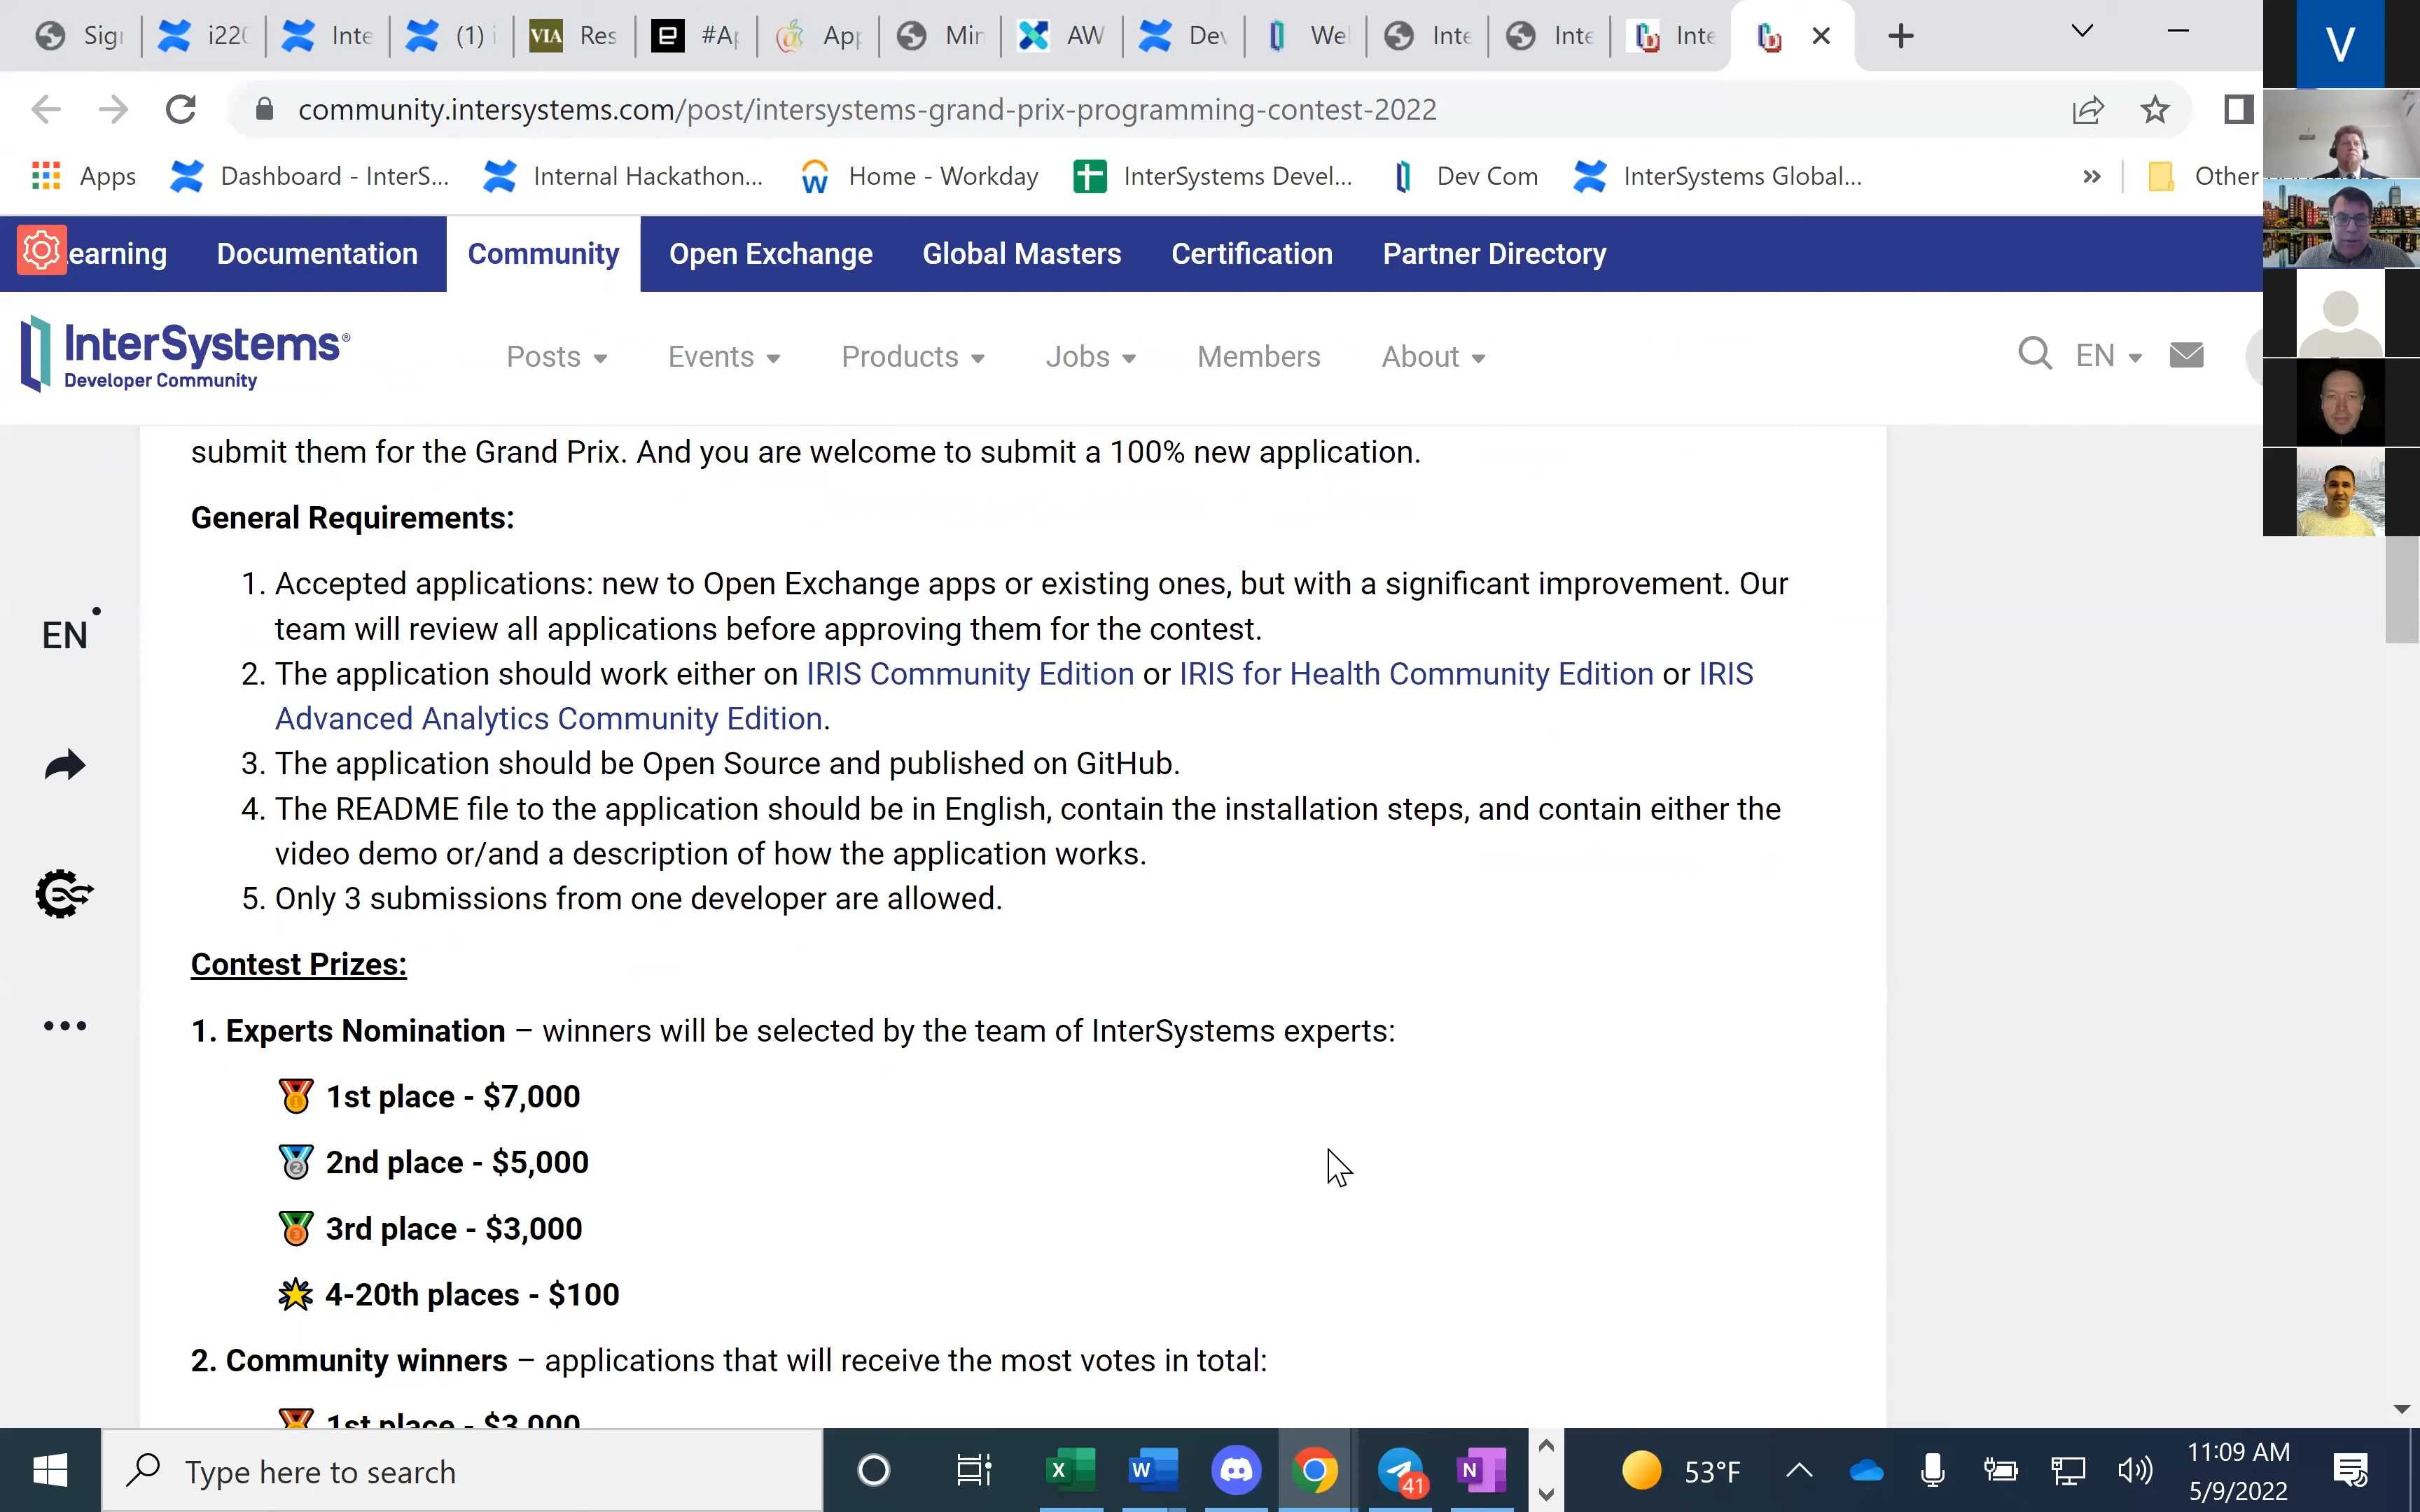 Sign
i220
Inte
(1) i
VIA
Res
e
#Ap
App
Min
AW
Dev
Wel
Inte
Inte
Inte
V
community.intersystems.com/post/intersystems-grand-prix-programming-contest-2022
Apps
Dashboard - InterS...
Internal Hackathon...
Home - Workday
InterSystems Devel...
Dev Com
InterSystems Global...
»
Other
earning
Documentation
Community
Open Exchange
Global Masters
Certification
Partner Directory
InterSystems®
Developer Community
Posts
Events
Products
Jobs
Members
About
EN
submit them for the Grand Prix. And you are welcome to submit a 100% new application.
General Requirements:
1. Accepted applications: new to Open Exchange apps or existing ones, but with a significant improvement. Our
team will review all applications before approving them for the contest.
EN
2. The application should work either on IRIS Community Edition or IRIS for Health Community Edition or IRIS
Advanced Analytics Community Edition.
3. The application should be Open Source and published on GitHub.
4. The README file to the application should be in English, contain the installation steps, and contain either the
video demo or/and a description of how the application works.
5. Only 3 submissions from one developer are allowed.
Contest Prizes:
1. Experts Nomination – winners will be selected by the team of InterSystems experts:
1st place - $7,000
2nd place - $5,000
3rd place - $3,000
4-20th places - $100
2. Community winners – applications that will receive the most votes in total:
1st place - $3,000
Type here to search
41
53°F
11:09 AM
5/9/2022